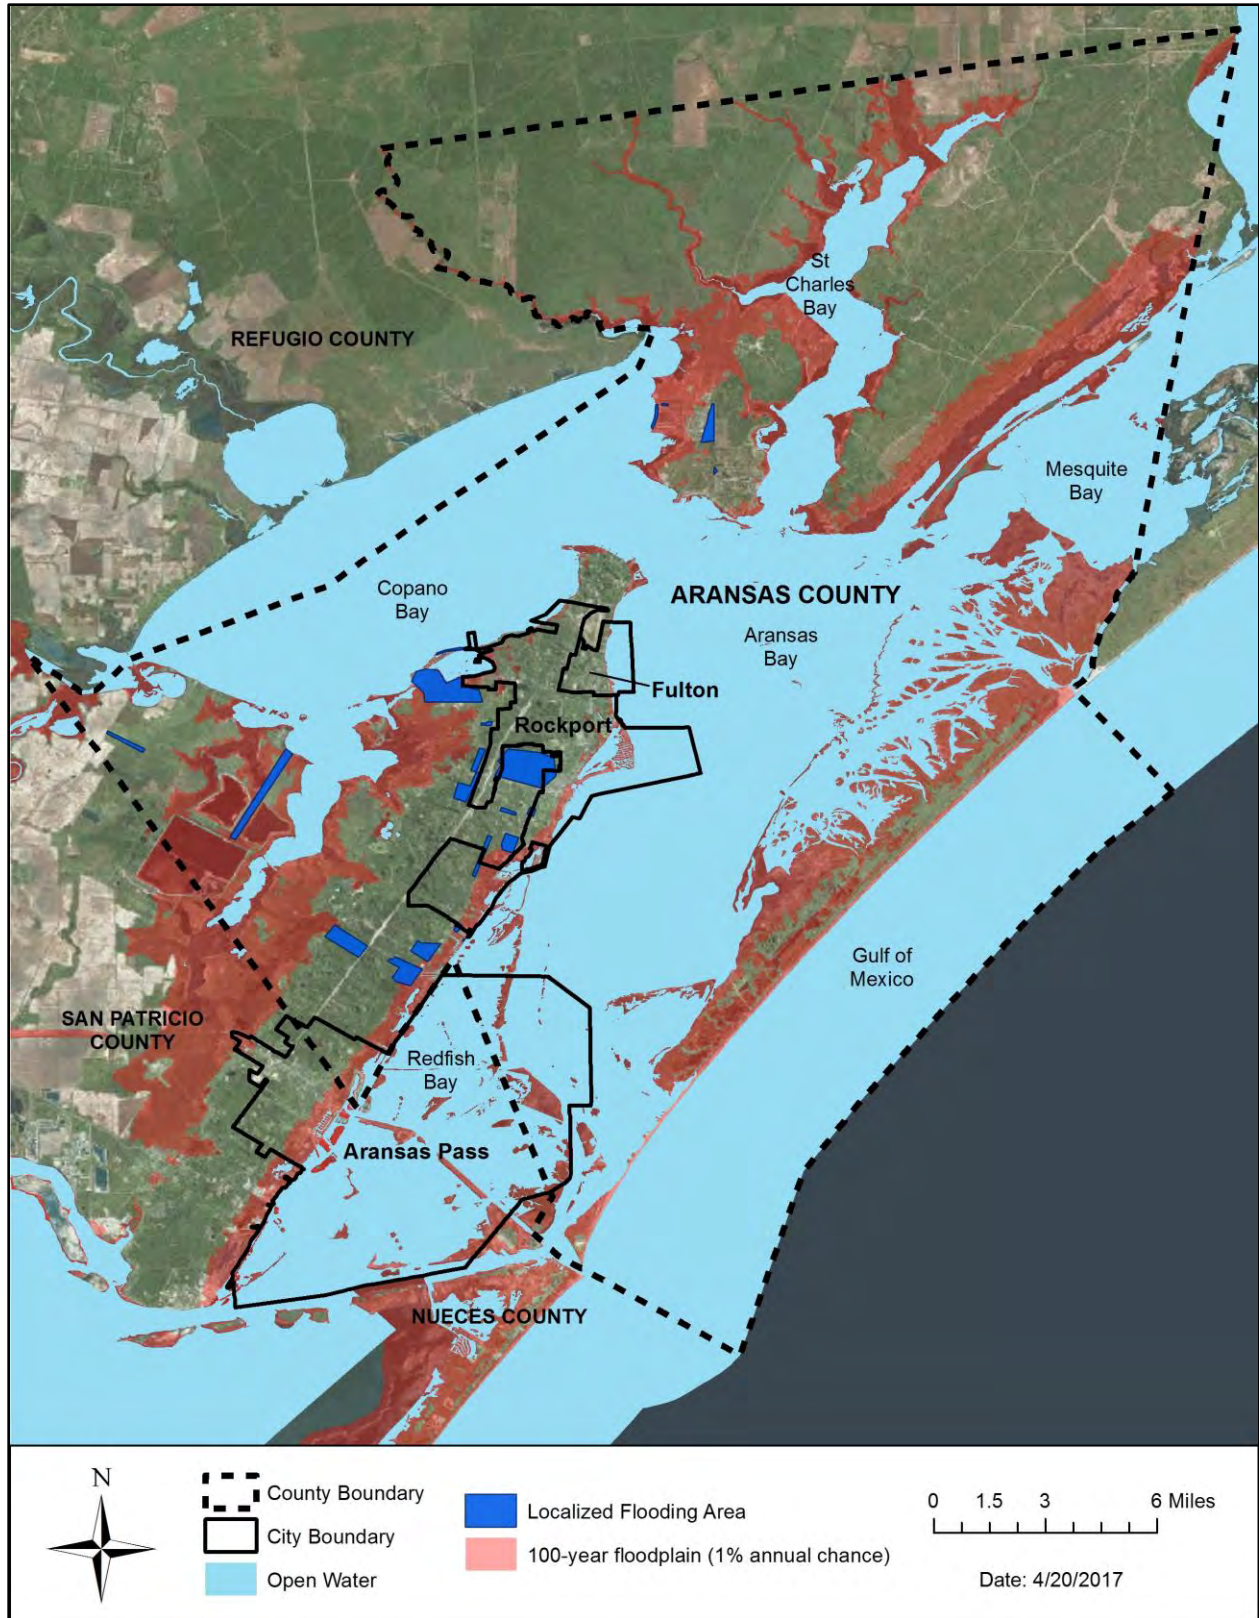 St
Charles
Bay
REFUGIO COUNTY
Mesquite
Bay
Copano
Bay
ARANSAS COUNTY
Aransas
Bay
Fulton
Rockport
Gulf of
Mexico
SAN PATRICIO
COUNTY
Redfish
Bay
Aransas Pass
NUECES COUNTY
N
County Boundary
City Boundary
Open Water
Localized Flooding Area
100-year floodplain (1% annual chance)
0 1.5 3 6 Miles
Date: 4/20/2017